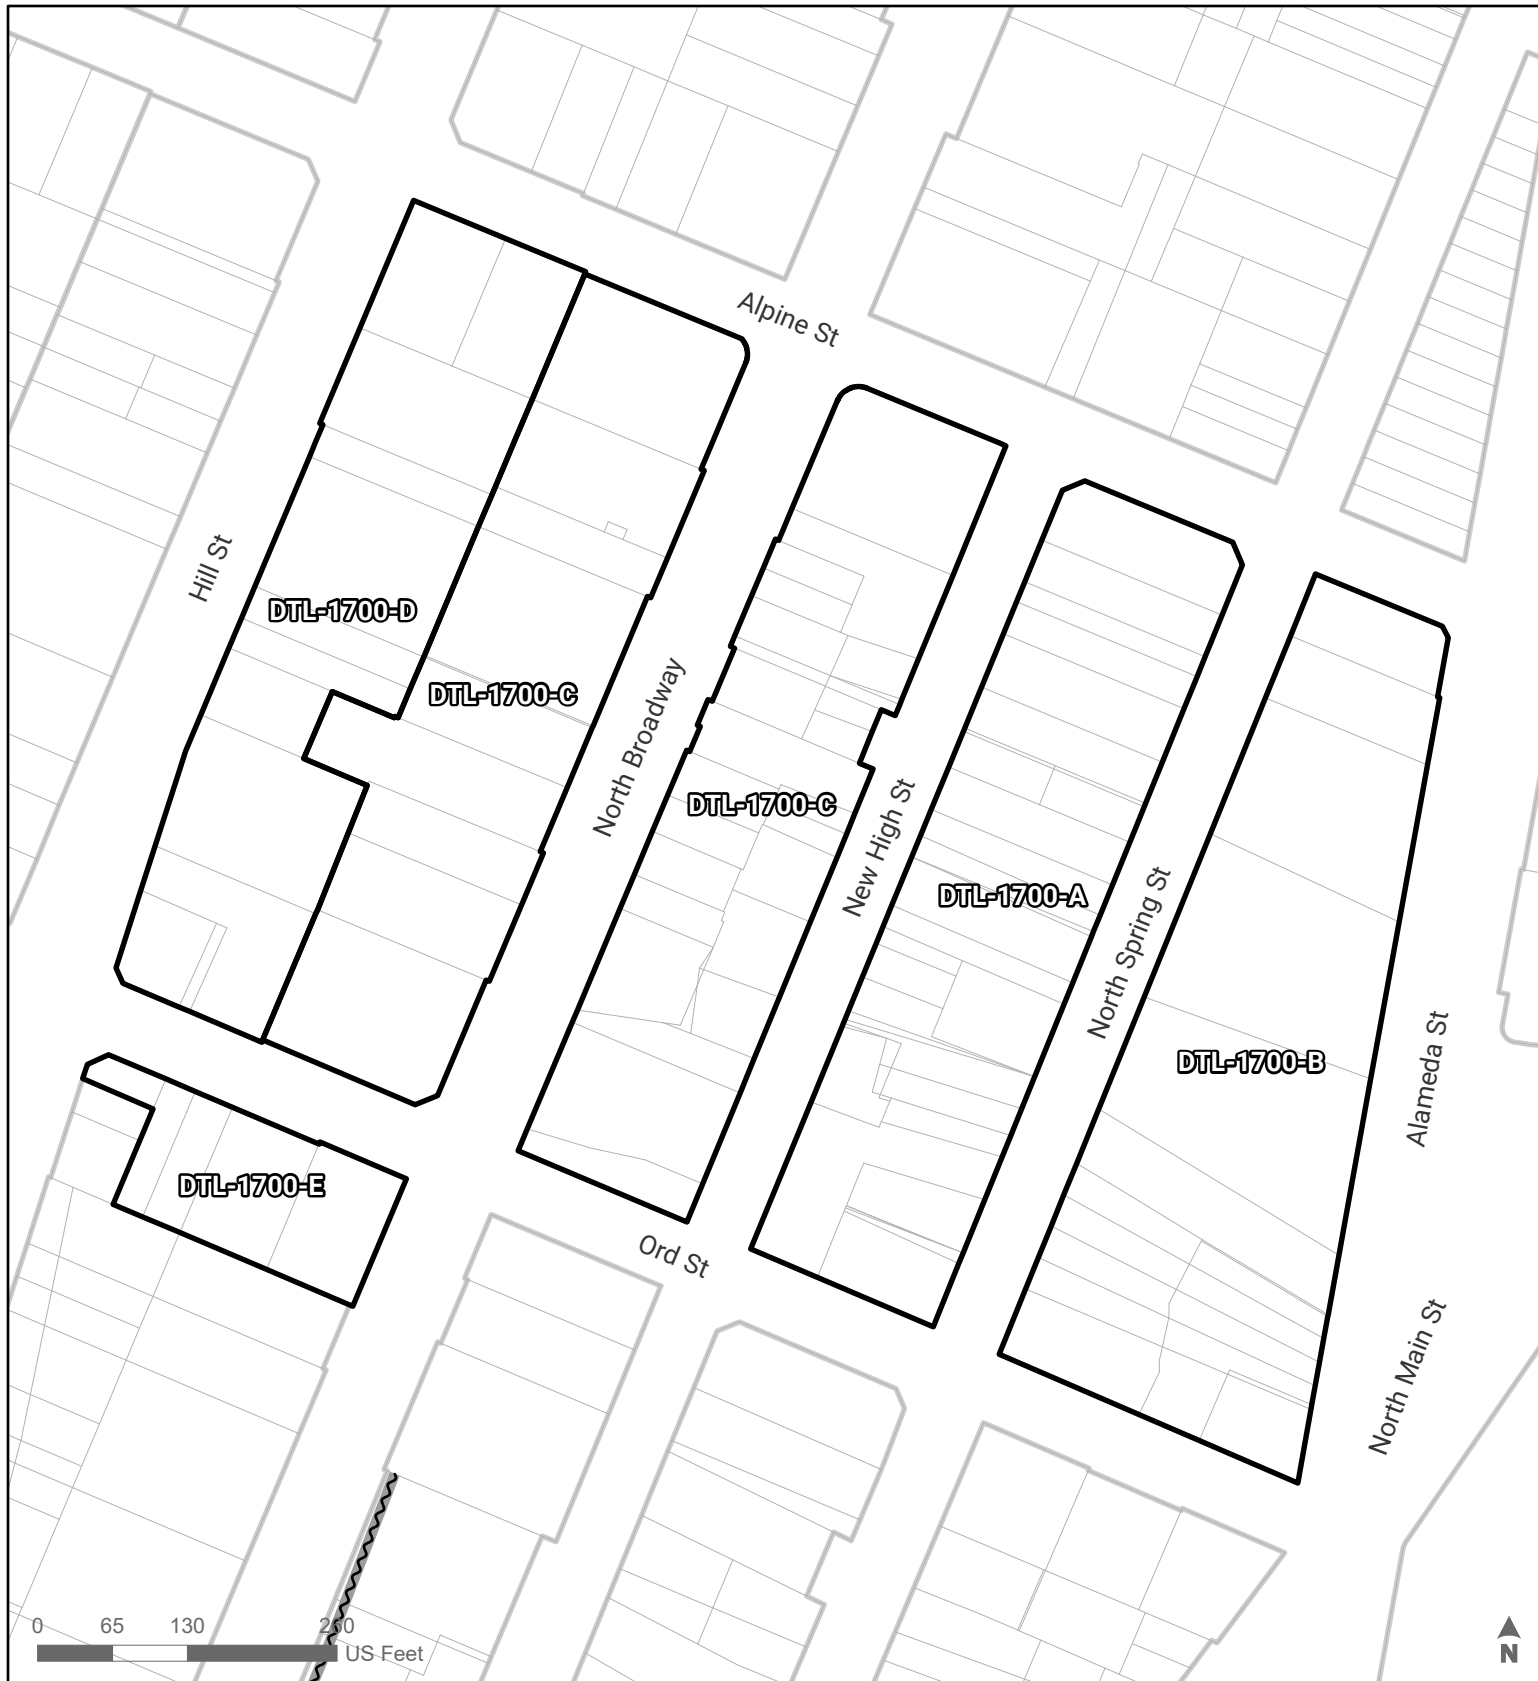 Alpine St
Hill St
DTL-1700-D
DTL-1700-C
North Broadway
DTL-1700-C
New High St
DTL-1700-A
North Spring St
DTL-1700-B
Alameda St
DTL-1700-E
Ord St
North Main St
0 65 130 260
US Feet
N